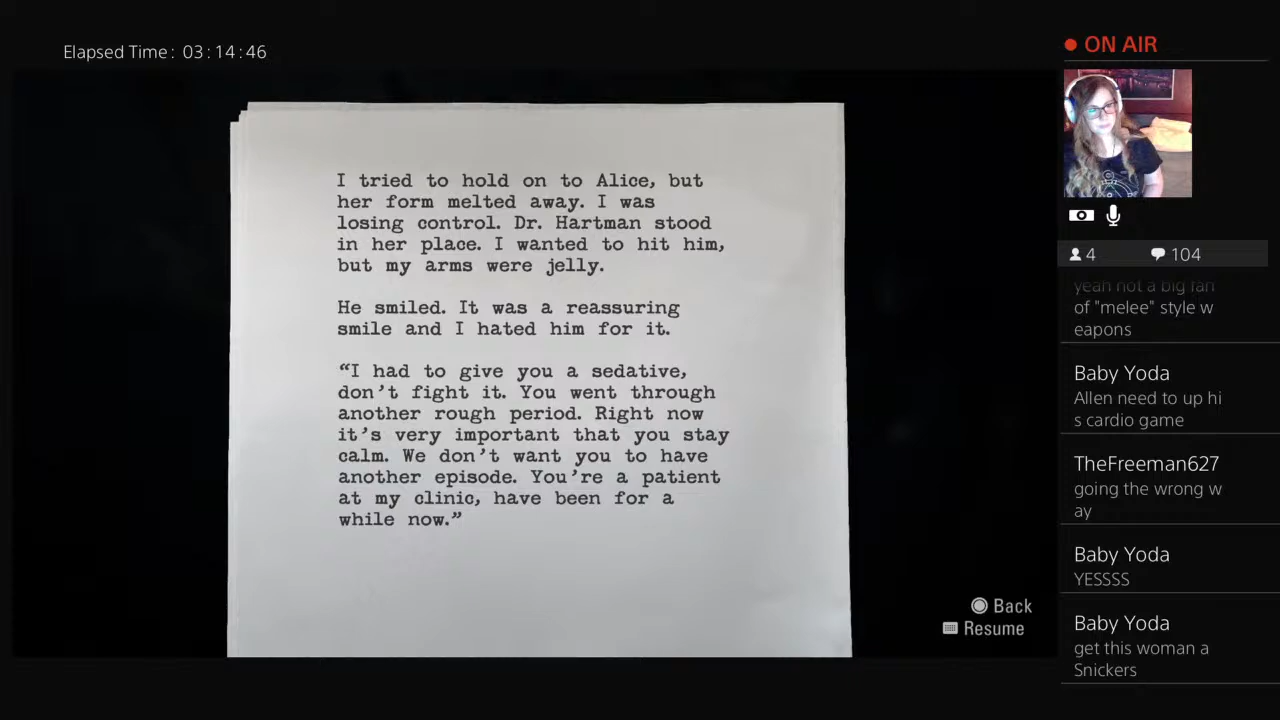 Elapsed Time: 03:14:46
ON AIR
I tried to hold on to Alice, but
her form melted away. I was
losing control. Dr. Hartman stood
in her place. I wanted to hit him,
but my arms were jelly.
He smiled. It was a reassuring
smile and I hated him for it.
“I had to give you a sedative,
don’t fight it. You went through
another rough period. Right now
it’s very important that you stay
calm. We don’t want you to have
another episode. You’re a patient
at my clinic, have been for a
while now.”
Back
Resume
4
104
yeah not a big fan
of "melee" style w
eapons
Baby Yoda
Allen need to up hi
s cardio game
TheFreeman627
going the wrong w
ay
Baby Yoda
YESSSS
Baby Yoda
get this woman a
Snickers